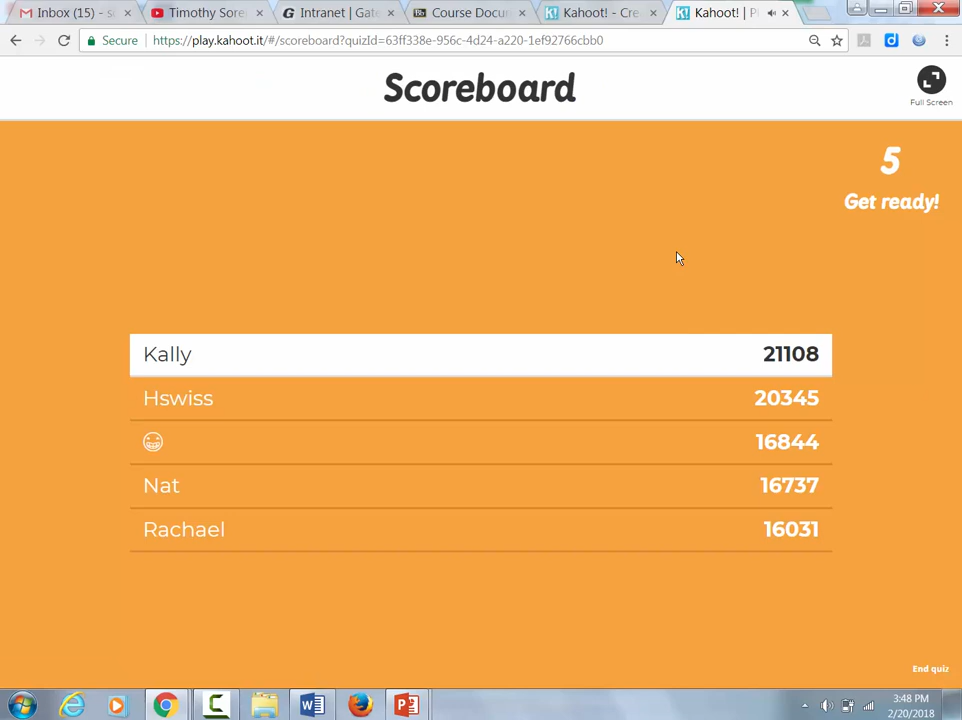 Inbox (15) - s
Timothy Sore
Intranet | Gate
Course Docu
Kahoot! - Cre
Kahoot! | P
Secure
https://play.kahoot.it/#/scoreboard?quizId=63ff338e-956c-4d24-a220-1ef92766cbb0
Scoreboard
Full Screen
5
Get ready!
Kally 21108
Hswiss 20345
😁 16844
Nat 16737
Rachael 16031
End quiz
3:48 PM
2/20/2018